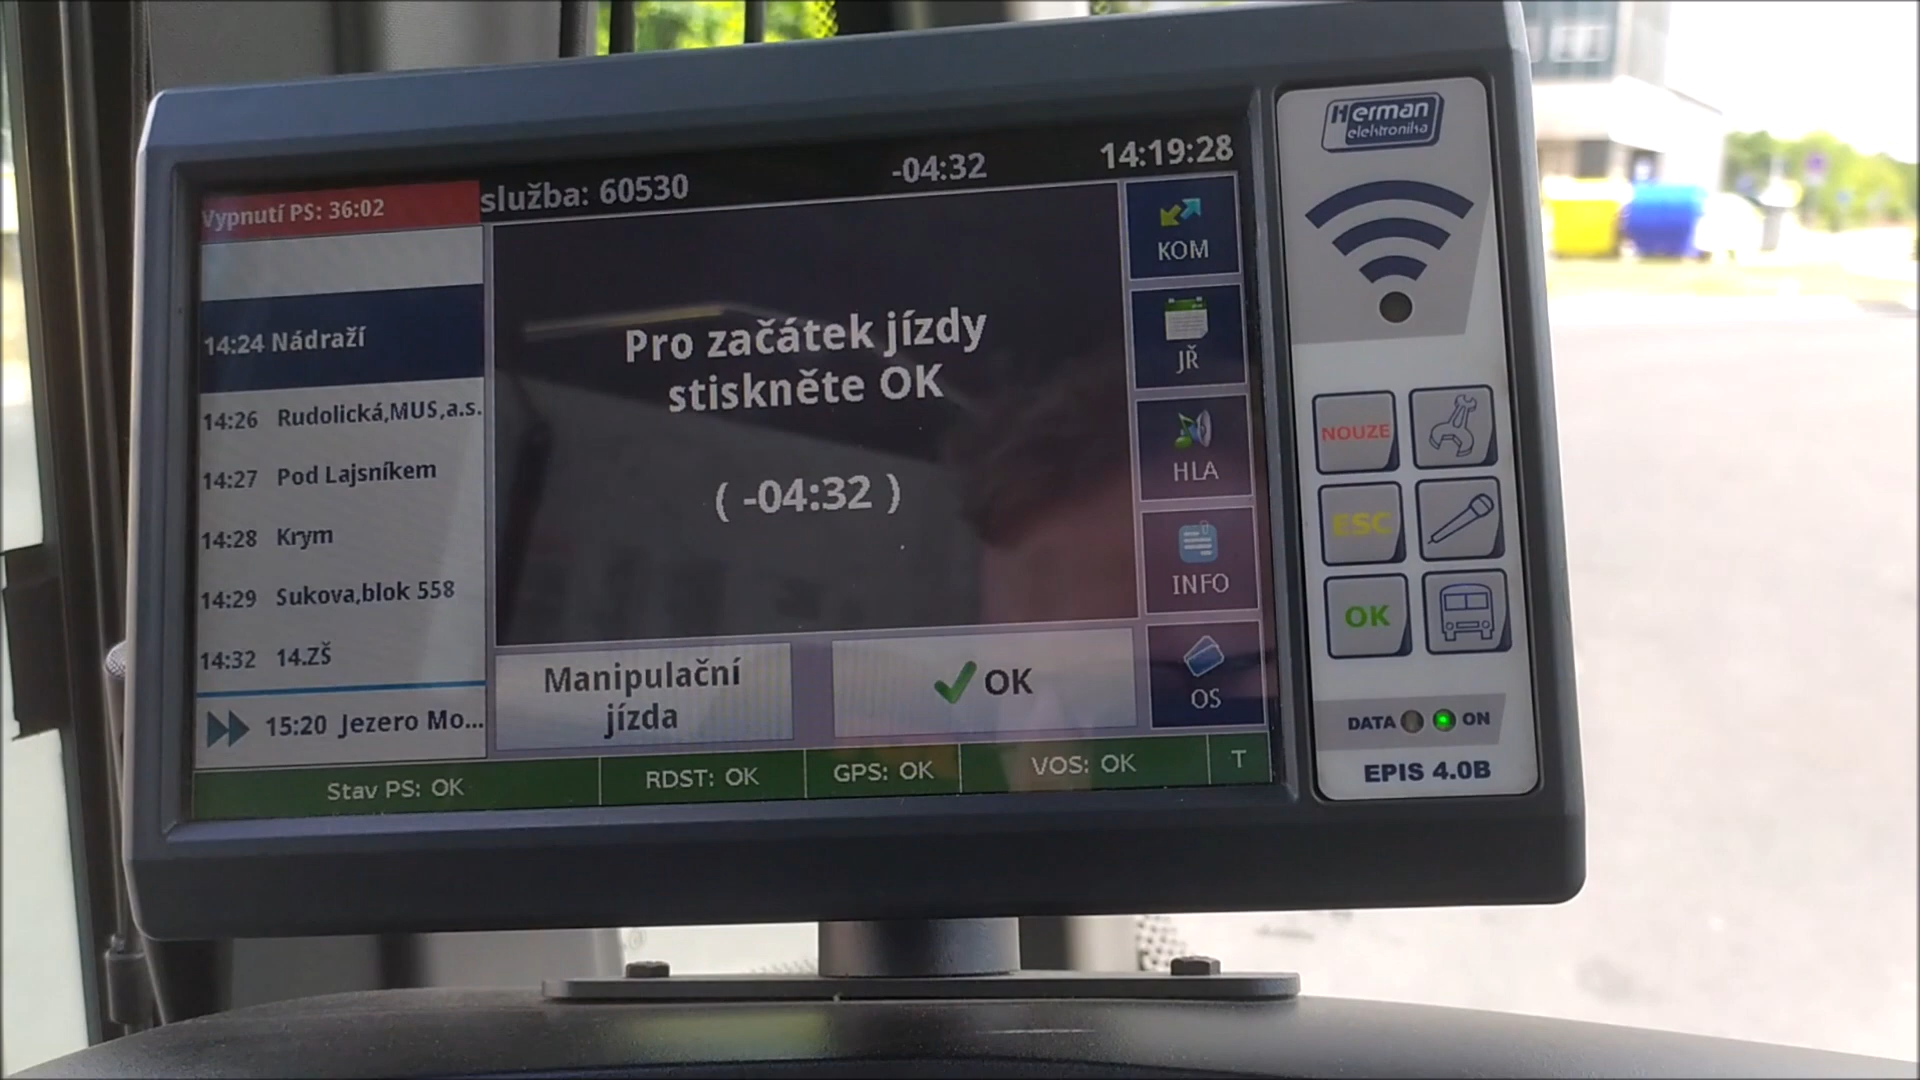 Herman
elektronika
Vypnutí PS: 36:02
služba: 60530
-04:32
14:19:28
14:24 Nádraží
14:26 Rudolická,MUS,a.s.
14:27 Pod Lajsníkem
14:28 Krym
14:29 Sukova,blok 558
14:32 14.ZŠ
15:20 Jezero Mo...
Pro začátek jízdy
stiskněte OK
( -04:32 )
Manipulační
jízda
OK
KOM
JŘ
HLA
INFO
OS
Stav PS: OK
RDST: OK
GPS: OK
VOS: OK
T
NOUZE
ESC
OK
DATA
ON
EPIS 4.0B